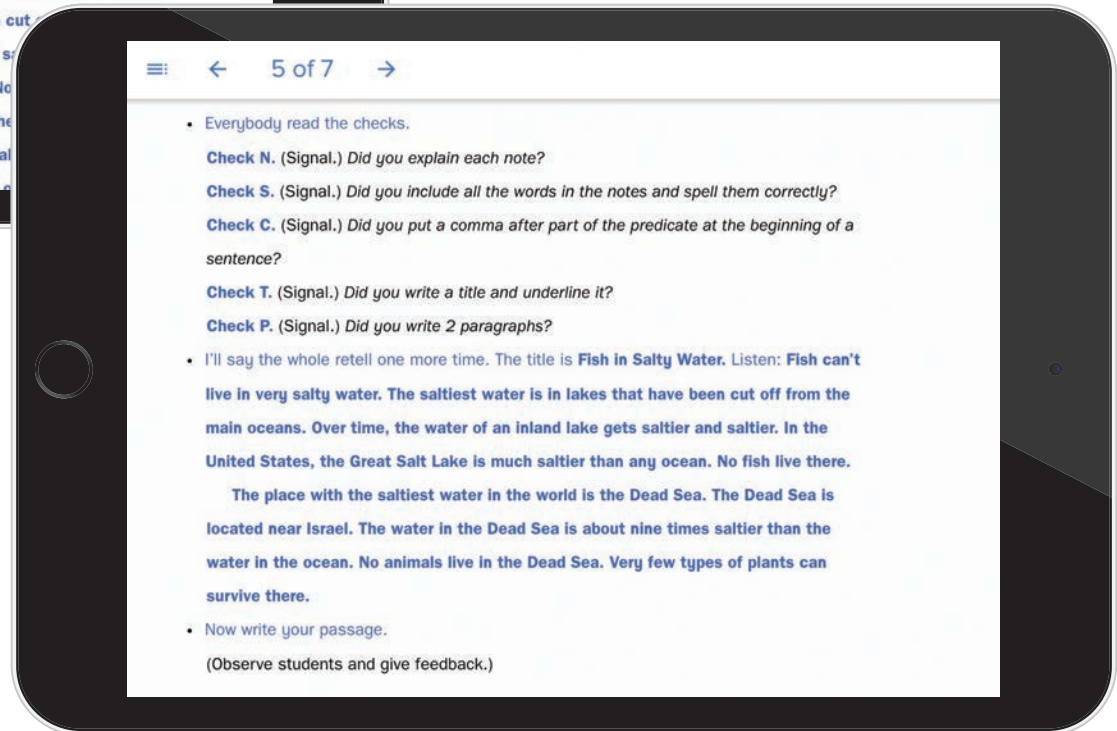 cut
5 of 7
• Everybody read the checks.
Check N. (Signal.) Did you explain each note?
Check S. (Signal.) Did you include all the words in the notes and spell them correctly?
Check C. (Signal.) Did you put a comma after part of the predicate at the beginning of a
sentence?
Check T. (Signal.) Did you write a title and underline it?
Check P. (Signal.) Did you write 2 paragraphs?
• I'll say the whole retell one more time. The title is Fish in Salty Water. Listen: Fish can't
live in very salty water. The saltiest water is in lakes that have been cut off from the
main oceans. Over time, the water of an inland lake gets saltier and saltier. In the
United States, the Great Salt Lake is much saltier than any ocean. No fish live there.
The place with the saltiest water in the world is the Dead Sea. The Dead Sea is
located near Israel. The water in the Dead Sea is about nine times saltier than the
water in the ocean. No animals live in the Dead Sea. Very few types of plants can
survive there.
• Now write your passage.
(Observe students and give feedback.)